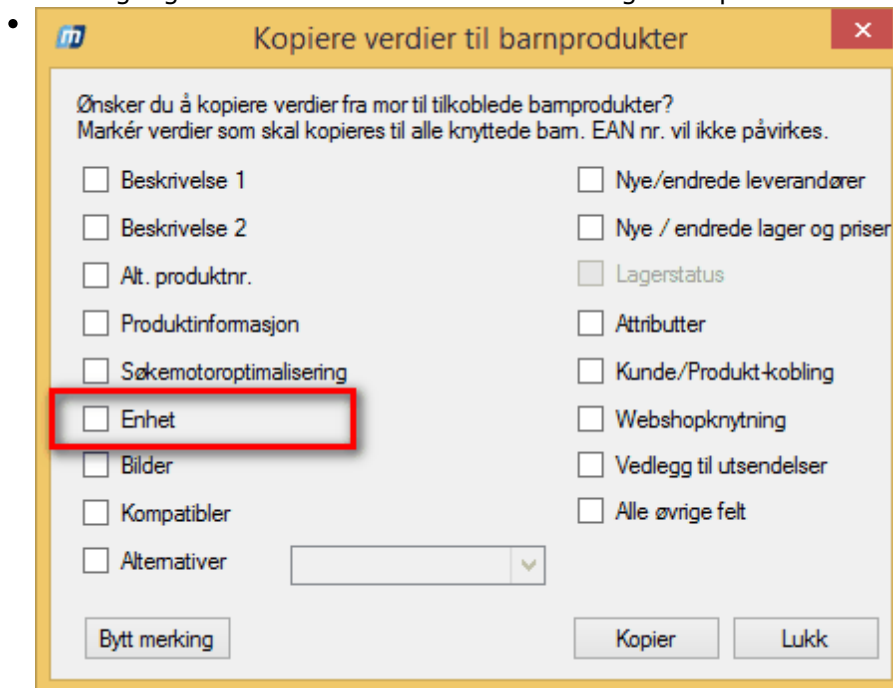 Kopiere verdier til barnprodukter
Ønsker du å kopiere verdier fra mor til tilkoblede barnprodukter?
Markér verdier som skal kopieres til alle knyttede barn. EAN nr. vil ikke påvirkes.
Beskrivelse 1
Beskrivelse 2
Alt. produktnr.
Produktinformasjon
Søkemotoroptimalisering
Enhet
Bilder
Kompatibler
Alternativer
Nye/endrede leverandører
Nye / endrede lager og priser
Lagerstatus
Attributter
Kunde/Produkt-kobling
Webshopknytning
Vedlegg til utsendelser
Alle øvrige felt
Bytt merking
Kopier
Lukk